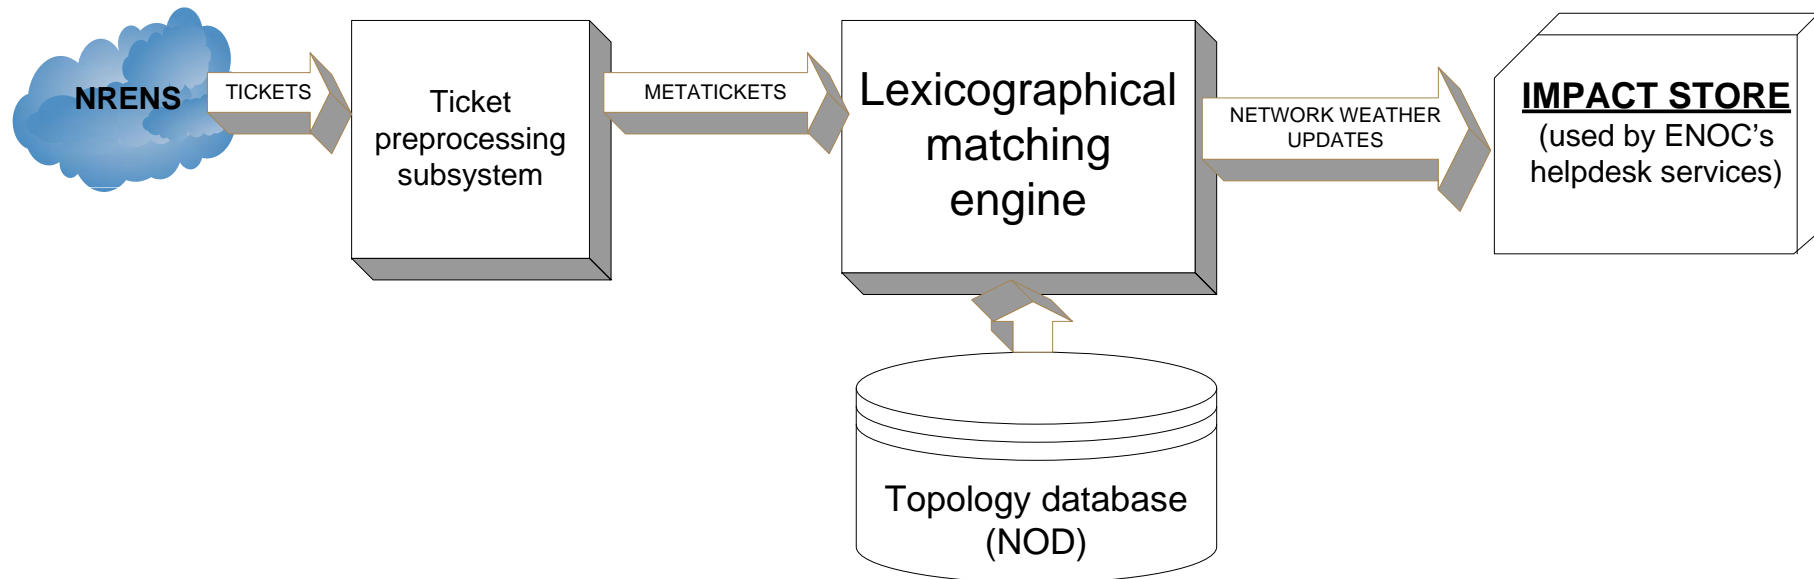 NRENS
TICKETS
Ticket
preprocessing
subsystem
METATICKETS
Lexicographical
matching
engine
NETWORK WEATHER
UPDATES
IMPACT STORE
(used by ENOC’s
helpdesk services)
Topology database
(NOD)